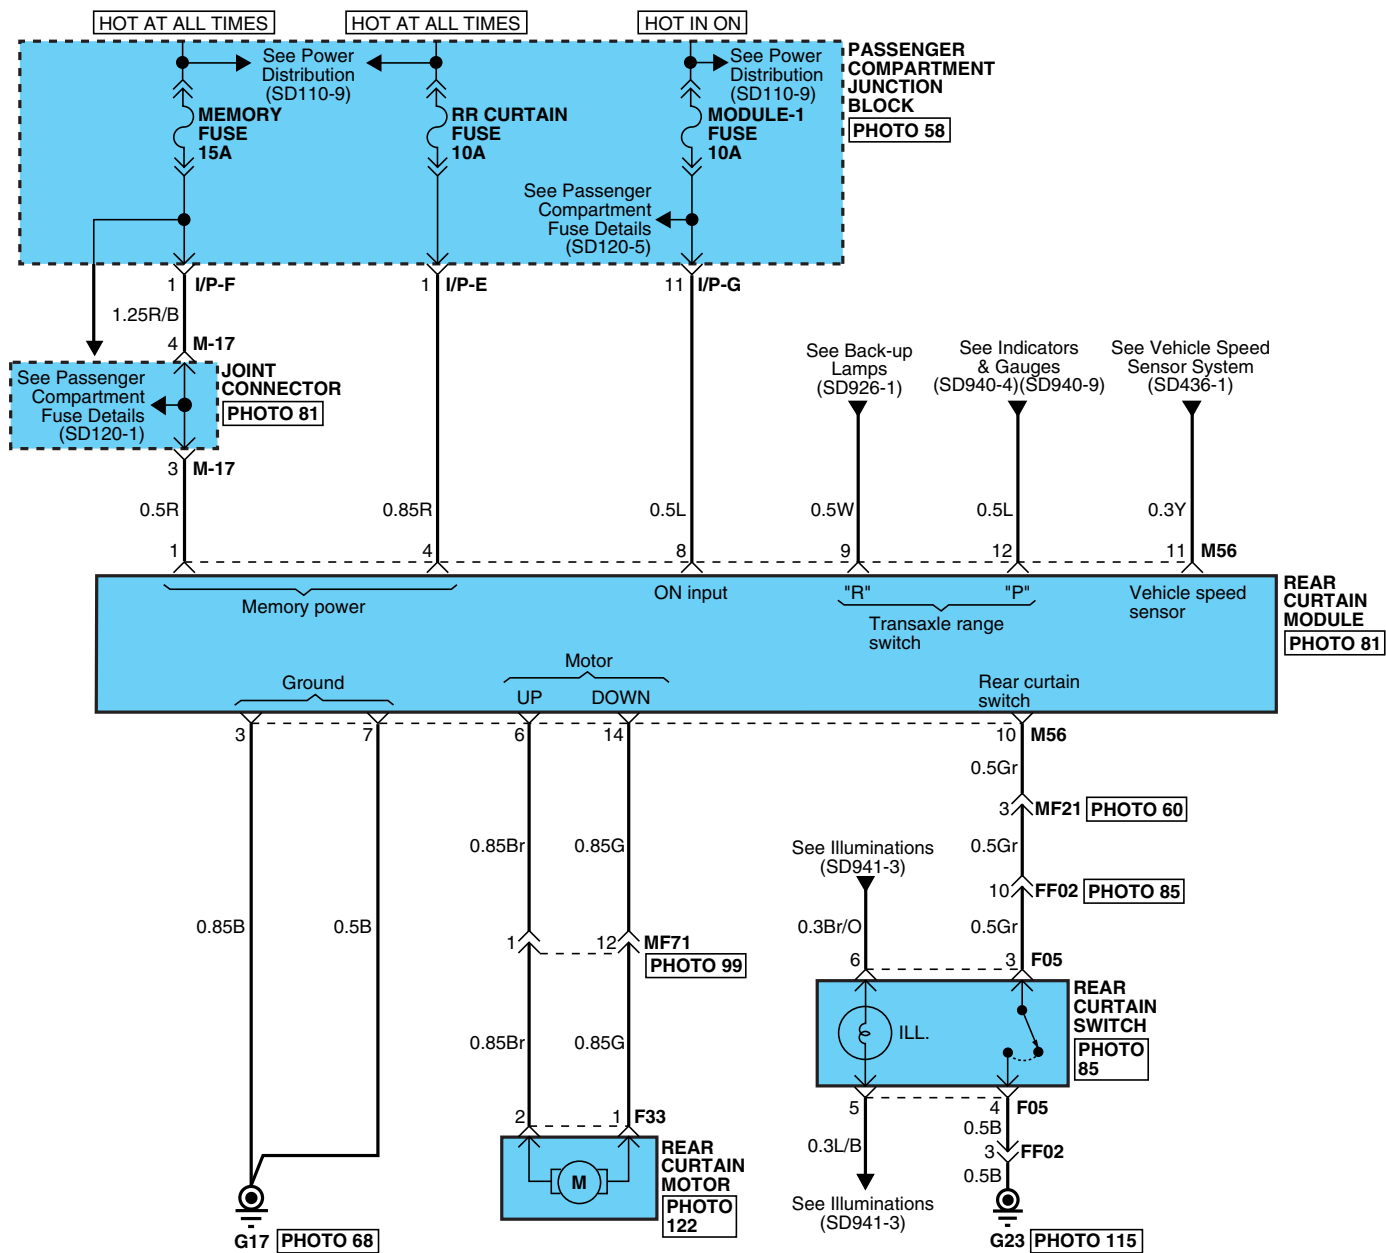 HOT AT ALL TIMES
HOT AT ALL TIMES
HOT IN ON
See Power
Distribution
(SD110-9)
See Power
Distribution
(SD110-9)
PASSENGER
COMPARTMENT
JUNCTION
BLOCK
PHOTO 58
MEMORY
FUSE
15A
RR CURTAIN
FUSE
10A
MODULE-1
FUSE
10A
See Passenger
Compartment
Fuse Details
(SD120-5)
1 I/P-F
1 I/P-E
11 I/P-G
1.25R/B
4 M-17
JOINT
CONNECTOR
PHOTO 81
See Passenger
Compartment
Fuse Details
(SD120-1)
3 M-17
See Back-up
Lamps
(SD926-1)
See Indicators
& Gauges
(SD940-4)(SD940-9)
See Vehicle Speed
Sensor System
(SD436-1)
0.5R
0.85R
0.5L
0.5W
0.5L
0.3Y
1
4
8
9
12
11 M56
Memory power
ON input
"R"
"P"
Transaxle range
switch
Vehicle speed
sensor
REAR
CURTAIN
MODULE
PHOTO 81
Ground
Motor
UP
DOWN
Rear curtain
switch
3
7
6
14
10 M56
0.5Gr
3 MF21 PHOTO 60
0.85Br
0.85G
0.5Gr
See Illuminations
(SD941-3)
10 FF02 PHOTO 85
0.85B
0.5B
0.3Br/O
0.5Gr
1
12 MF71
PHOTO 99
6
3 F05
REAR
CURTAIN
SWITCH
PHOTO
85
ILL.
0.85Br
0.85G
5
4 F05
2
1 F33
0.5B
0.3L/B
3 FF02
0.5B
M
REAR
CURTAIN
MOTOR
PHOTO
122
See Illuminations
(SD941-3)
G17 PHOTO 68
G23 PHOTO 115